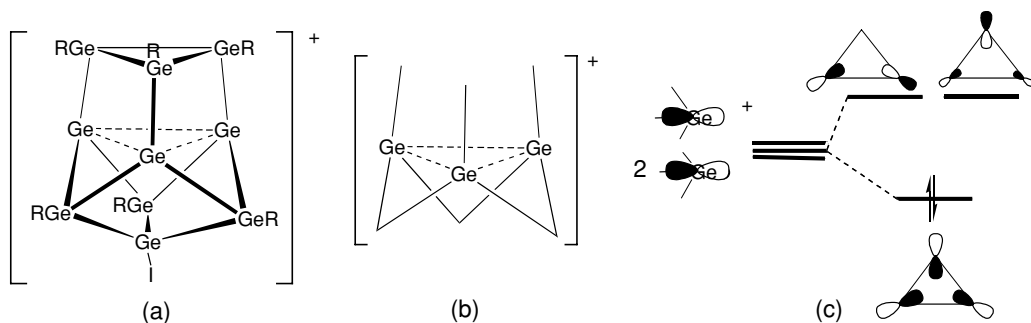 RGe R GeR +
Ge
Ge Ge
Ge
RGe RGe GeR
Ge
I
(a)
+
Ge Ge
Ge
(b)
Ge +
2 Ge
(c)